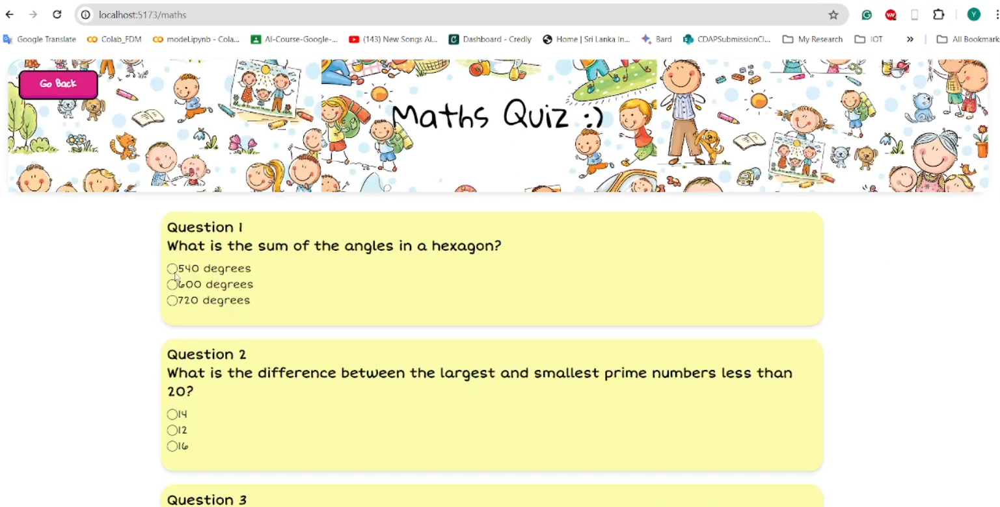 localhost:5173/maths
Google Translate Colab_FDM model.ipynb - Cola... AI-Course-Google-... (143) New Songs Al... Dashboard - Credly Home | Sri Lanka In... Bard CDAPSubmissionCl... My Research IOT » All Bookmarks
Go Back
Maths Quiz :)
Question 1
What is the sum of the angles in a hexagon?
540 degrees
600 degrees
720 degrees
Question 2
What is the difference between the largest and smallest prime numbers less than
20?
14
12
16
Question 3